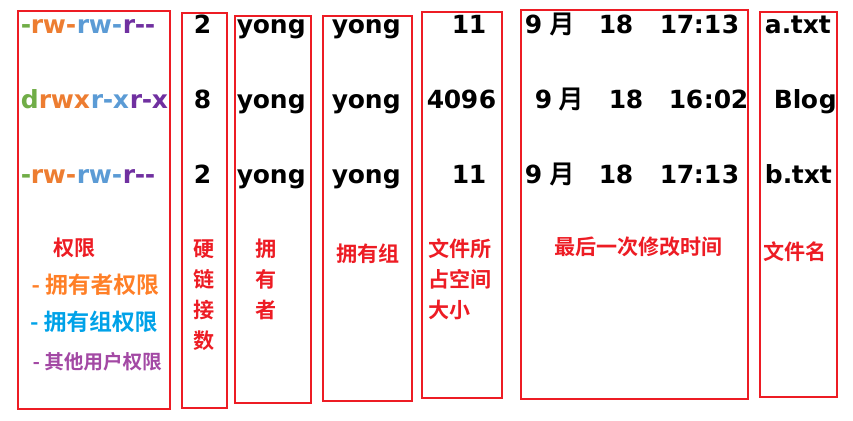 -rw-rw-r-- 2 yong yong 11 9 月 18 17:13 a.txt
drwxr-xr-x 8 yong yong 4096 9 月 18 16:02 Blog
-rw-rw-r-- 2 yong yong 11 9 月 18 17:13 b.txt
权限
- 拥有者权限
- 拥有组权限
- 其他用户权限
硬
链
接
数
拥
有
者
拥有组
文件所
占空间
大小
最后一次修改时间
文件名